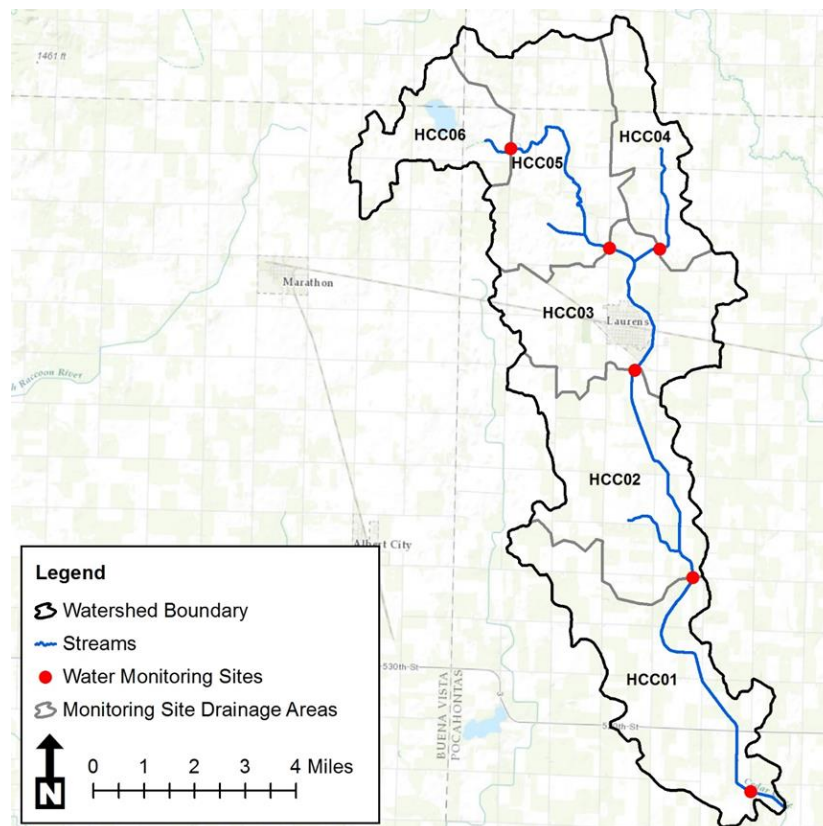 1461 ft
HCC06
HCC05
HCC04
Marathon
HCC03
Laurens
Raccoon River
HCC02
Albert City
HCC01
530th St
BUENA VISTA
POCAHONTAS
Cedar
Legend
Watershed Boundary
Streams
Water Monitoring Sites
Monitoring Site Drainage Areas
N
0 1 2 3 4 Miles